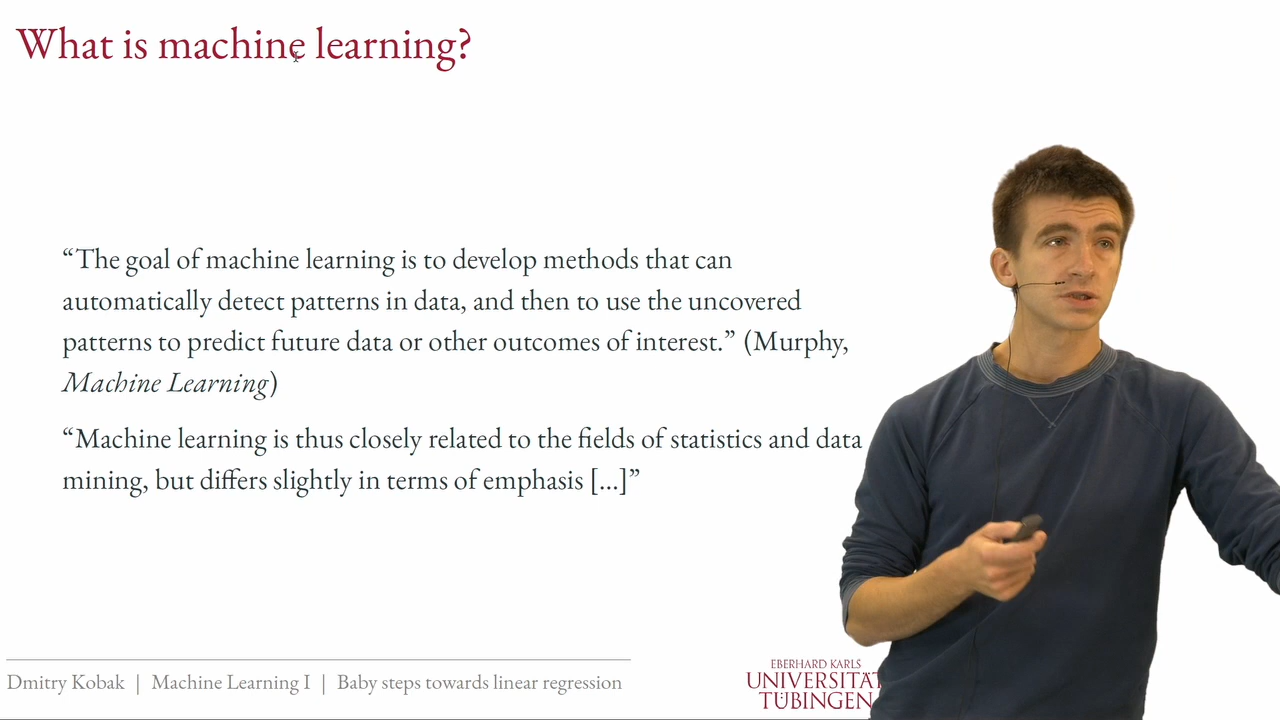 What is machine learning?
“The goal of machine learning is to develop methods that can
automatically detect patterns in data, and then to use the uncovered
patterns to predict future data or other outcomes of interest.” (Murphy,
Machine Learning)
“Machine learning is thus closely related to the fields of statistics and data
mining, but differs slightly in terms of emphasis [...]”
Dmitry Kobak | Machine Learning I | Baby steps towards linear regression
EBERHARD KARLS
UNIVERSITÄT
TÜBINGEN